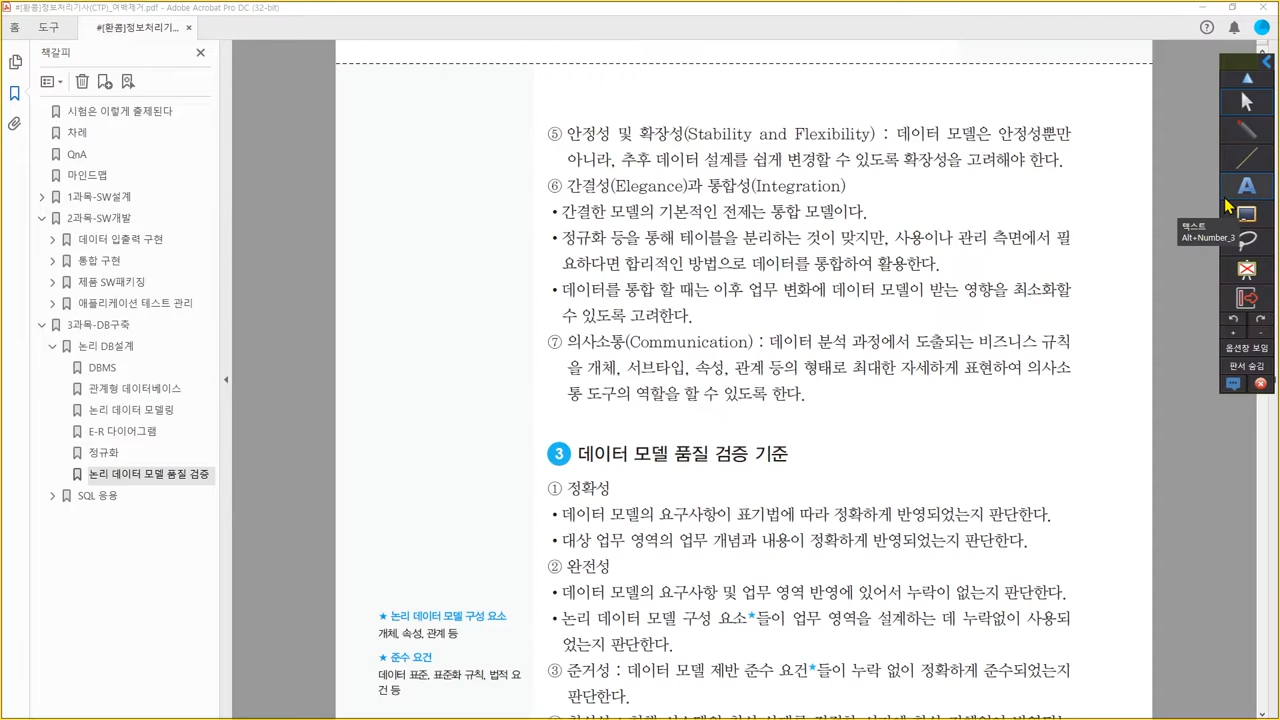 #[환콤]정보처리기사(CTP)_여백제거.pdf - Adobe Acrobat Pro DC (32-bit)
홈 도구 #[환콤]정보처리기...
책갈피
시험은 이렇게 출제된다
차례
QnA
마인드맵
1과목-SW설계
2과목-SW개발
데이터 입출력 구현
통합 구현
제품 SW패키징
애플리케이션 테스트 관리
3과목-DB구축
논리 DB설계
DBMS
관계형 데이터베이스
논리 데이터 모델링
E-R 다이어그램
정규화
논리 데이터 모델 품질 검증
SQL 응용
⑤ 안정성 및 확장성(Stability and Flexibility) : 데이터 모델은 안정성뿐만
아니라, 추후 데이터 설계를 쉽게 변경할 수 있도록 확장성을 고려해야 한다.
⑥ 간결성(Elegance)과 통합성(Integration)
• 간결한 모델의 기본적인 전제는 통합 모델이다.
• 정규화 등을 통해 테이블을 분리하는 것이 맞지만, 사용이나 관리 측면에서 필
요하다면 합리적인 방법으로 데이터를 통합하여 활용한다.
• 데이터를 통합 할 때는 이후 업무 변화에 데이터 모델이 받는 영향을 최소화할
수 있도록 고려한다.
⑦ 의사소통(Communication) : 데이터 분석 과정에서 도출되는 비즈니스 규칙
을 개체, 서브타입, 속성, 관계 등의 형태로 최대한 자세하게 표현하여 의사소
통 도구의 역할을 할 수 있도록 한다.
3 데이터 모델 품질 검증 기준
① 정확성
• 데이터 모델의 요구사항이 표기법에 따라 정확하게 반영되었는지 판단한다.
• 대상 업무 영역의 업무 개념과 내용이 정확하게 반영되었는지 판단한다.
② 완전성
• 데이터 모델의 요구사항 및 업무 영역 반영에 있어서 누락이 없는지 판단한다.
• 논리 데이터 모델 구성 요소★들이 업무 영역을 설계하는 데 누락없이 사용되
었는지 판단한다.
③ 준거성 : 데이터 모델 제반 준수 요건★들이 누락 없이 정확하게 준수되었는지
판단한다.
★ 논리 데이터 모델 구성 요소
개체, 속성, 관계 등
★ 준수 요건
데이터 표준, 표준화 규칙, 법적 요
건 등
A
텍스트
Alt+Number_3
옵션창 보임
판서 숨김